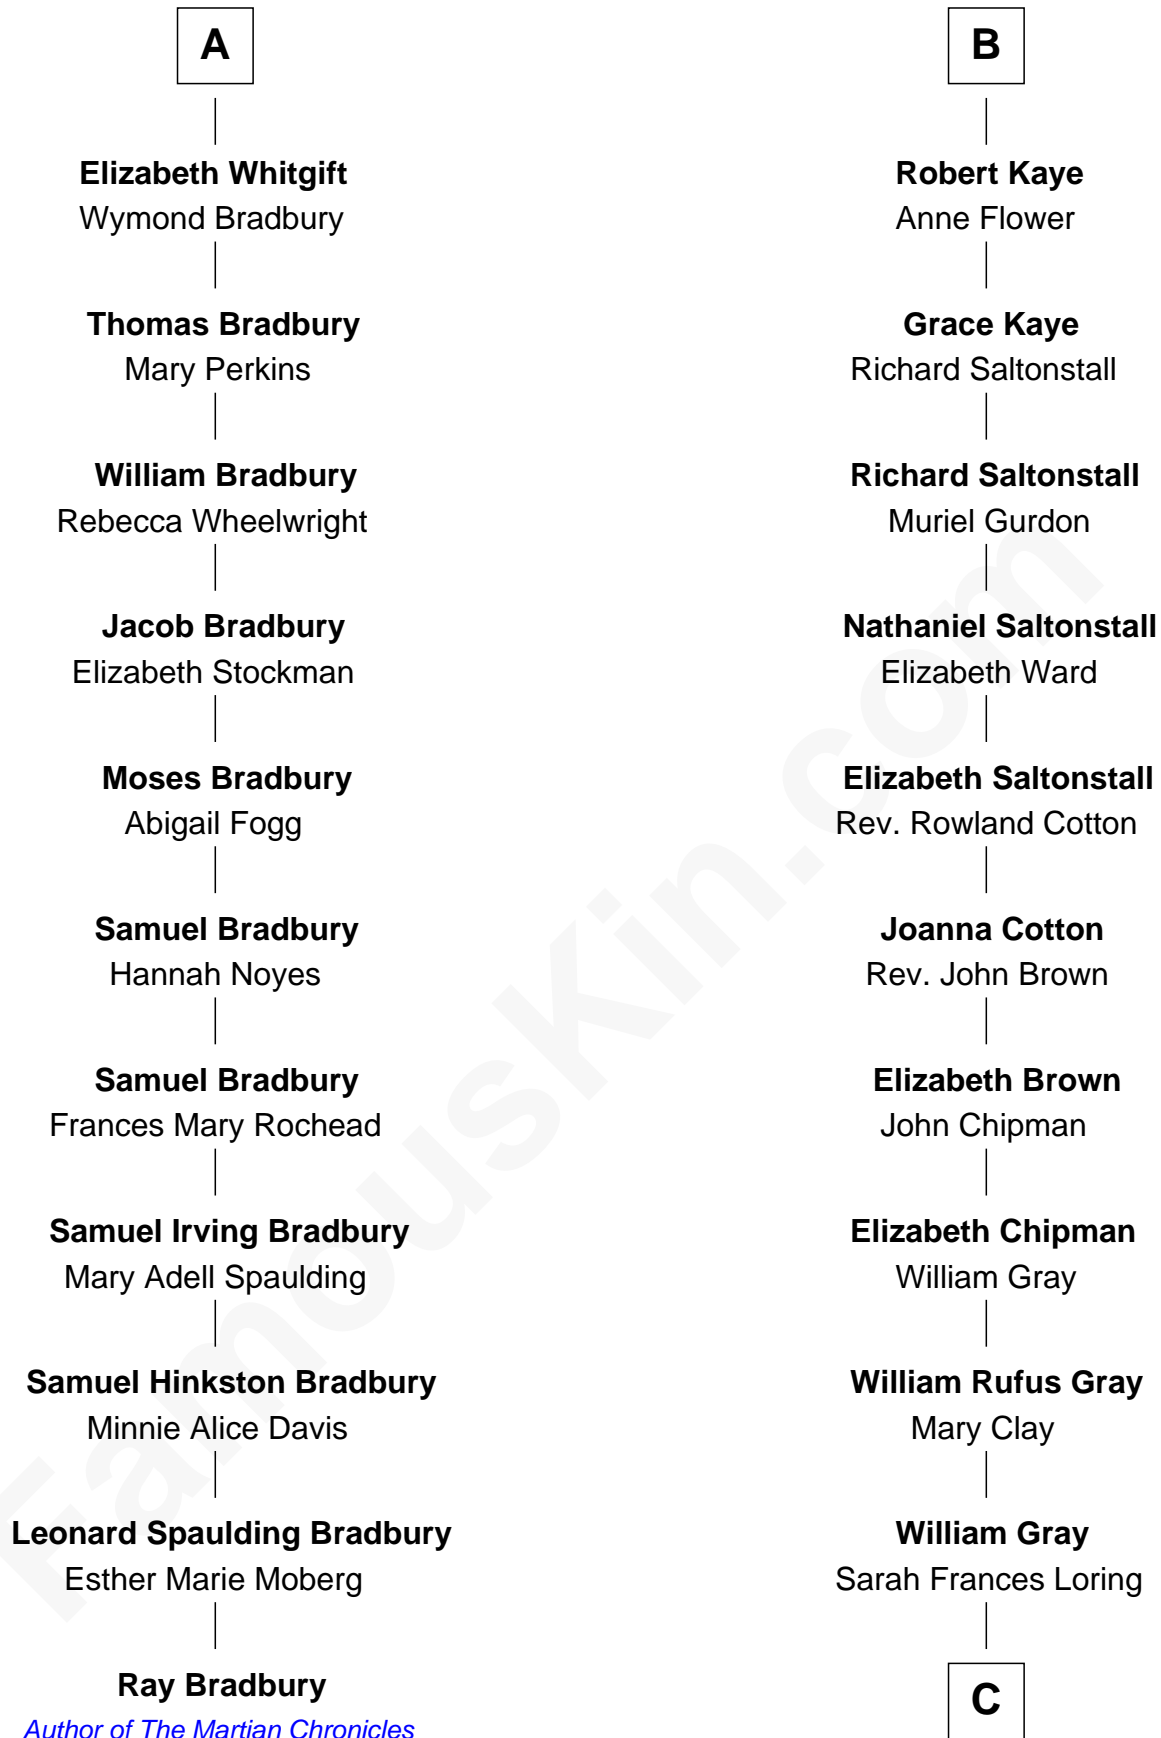 A
Elizabeth Whitgift
Wymond Bradbury
Thomas Bradbury
Mary Perkins
William Bradbury
Rebecca Wheelwright
Jacob Bradbury
Elizabeth Stockman
Moses Bradbury
Abigail Fogg
Samuel Bradbury
Hannah Noyes
Samuel Bradbury
Frances Mary Rochead
Samuel Irving Bradbury
Mary Adell Spaulding
Samuel Hinkston Bradbury
Minnie Alice Davis
Leonard Spaulding Bradbury
Esther Marie Moberg
Ray Bradbury
Author of The Martian Chronicles
B
Robert Kaye
Anne Flower
Grace Kaye
Richard Saltonstall
Richard Saltonstall
Muriel Gurdon
Nathaniel Saltonstall
Elizabeth Ward
Elizabeth Saltonstall
Rev. Rowland Cotton
Joanna Cotton
Rev. John Brown
Elizabeth Brown
John Chipman
Elizabeth Chipman
William Gray
William Rufus Gray
Mary Clay
William Gray
Sarah Frances Loring
C
FamousKin.com